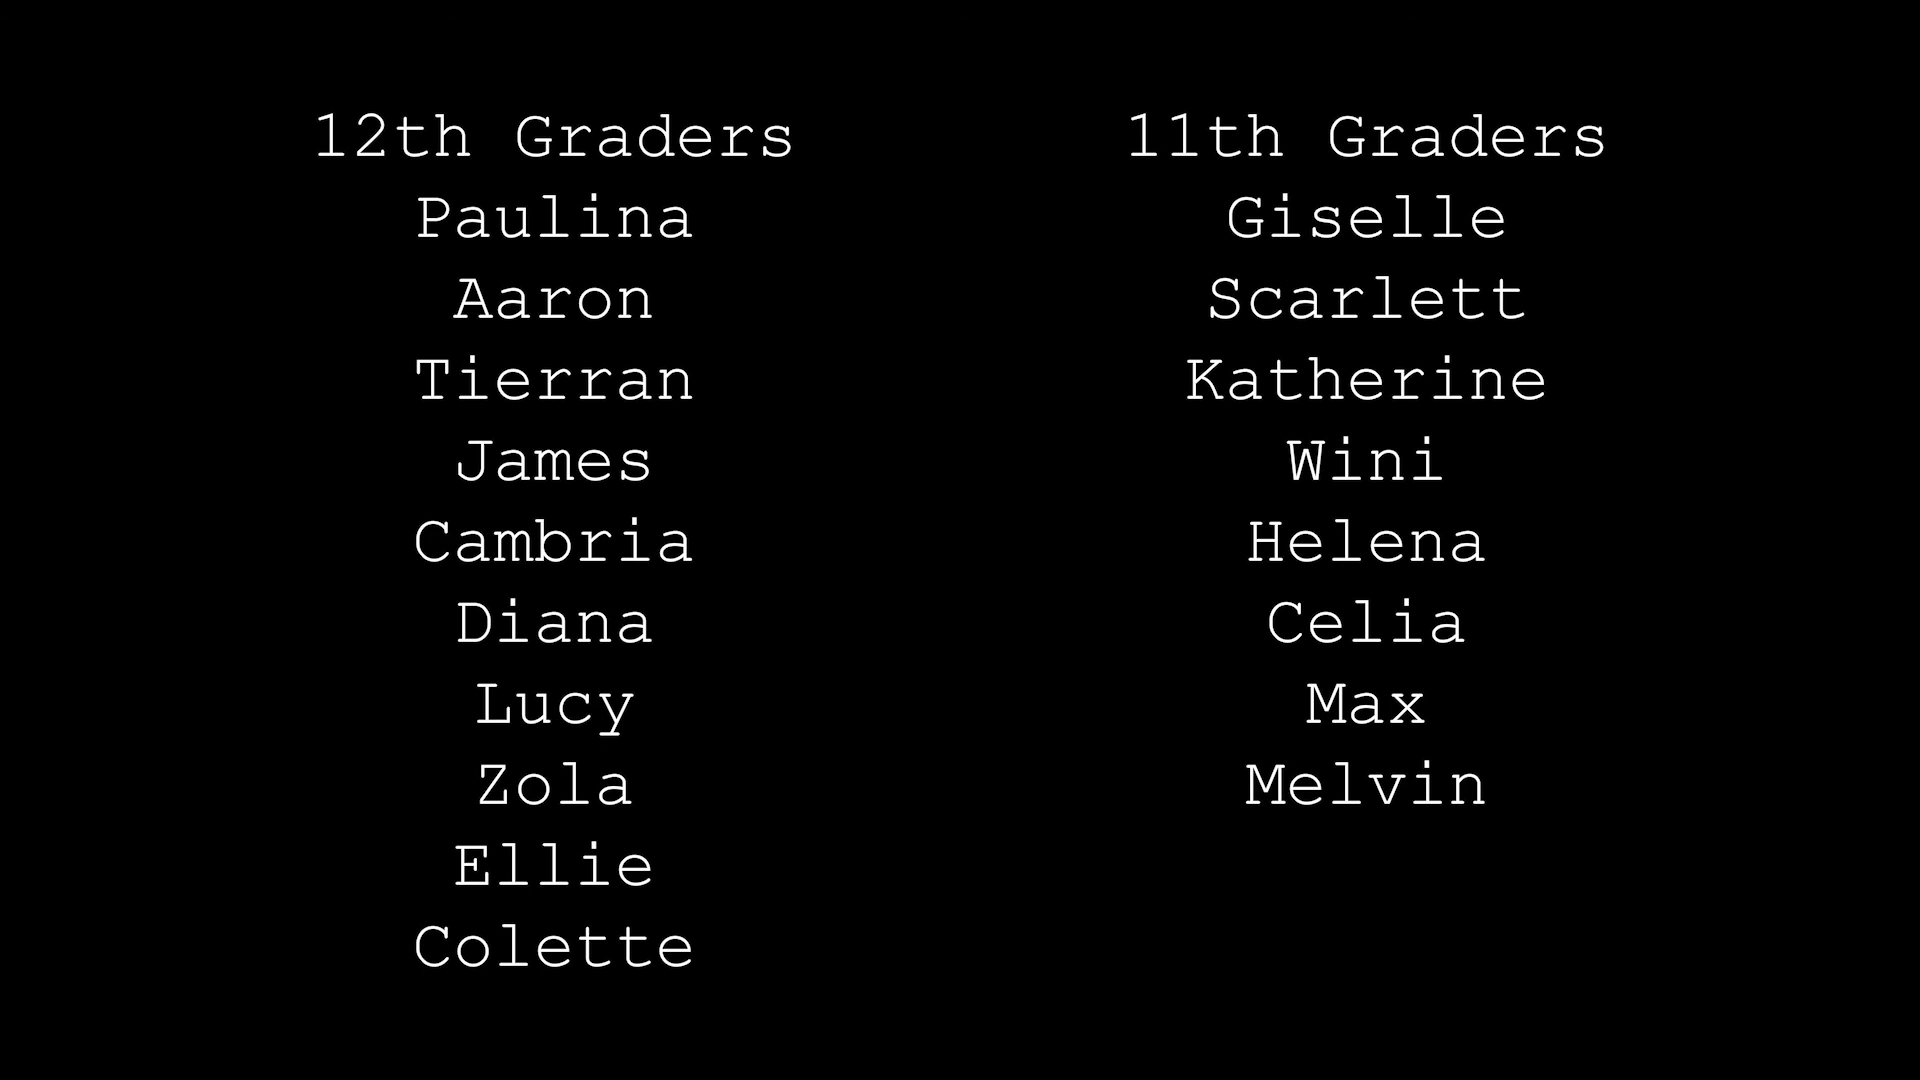 12th Graders
Paulina
Aaron
Tierran
James
Cambria
Diana
Lucy
Zola
Ellie
Colette
11th Graders
Giselle
Scarlett
Katherine
Wini
Helena
Celia
Max
Melvin